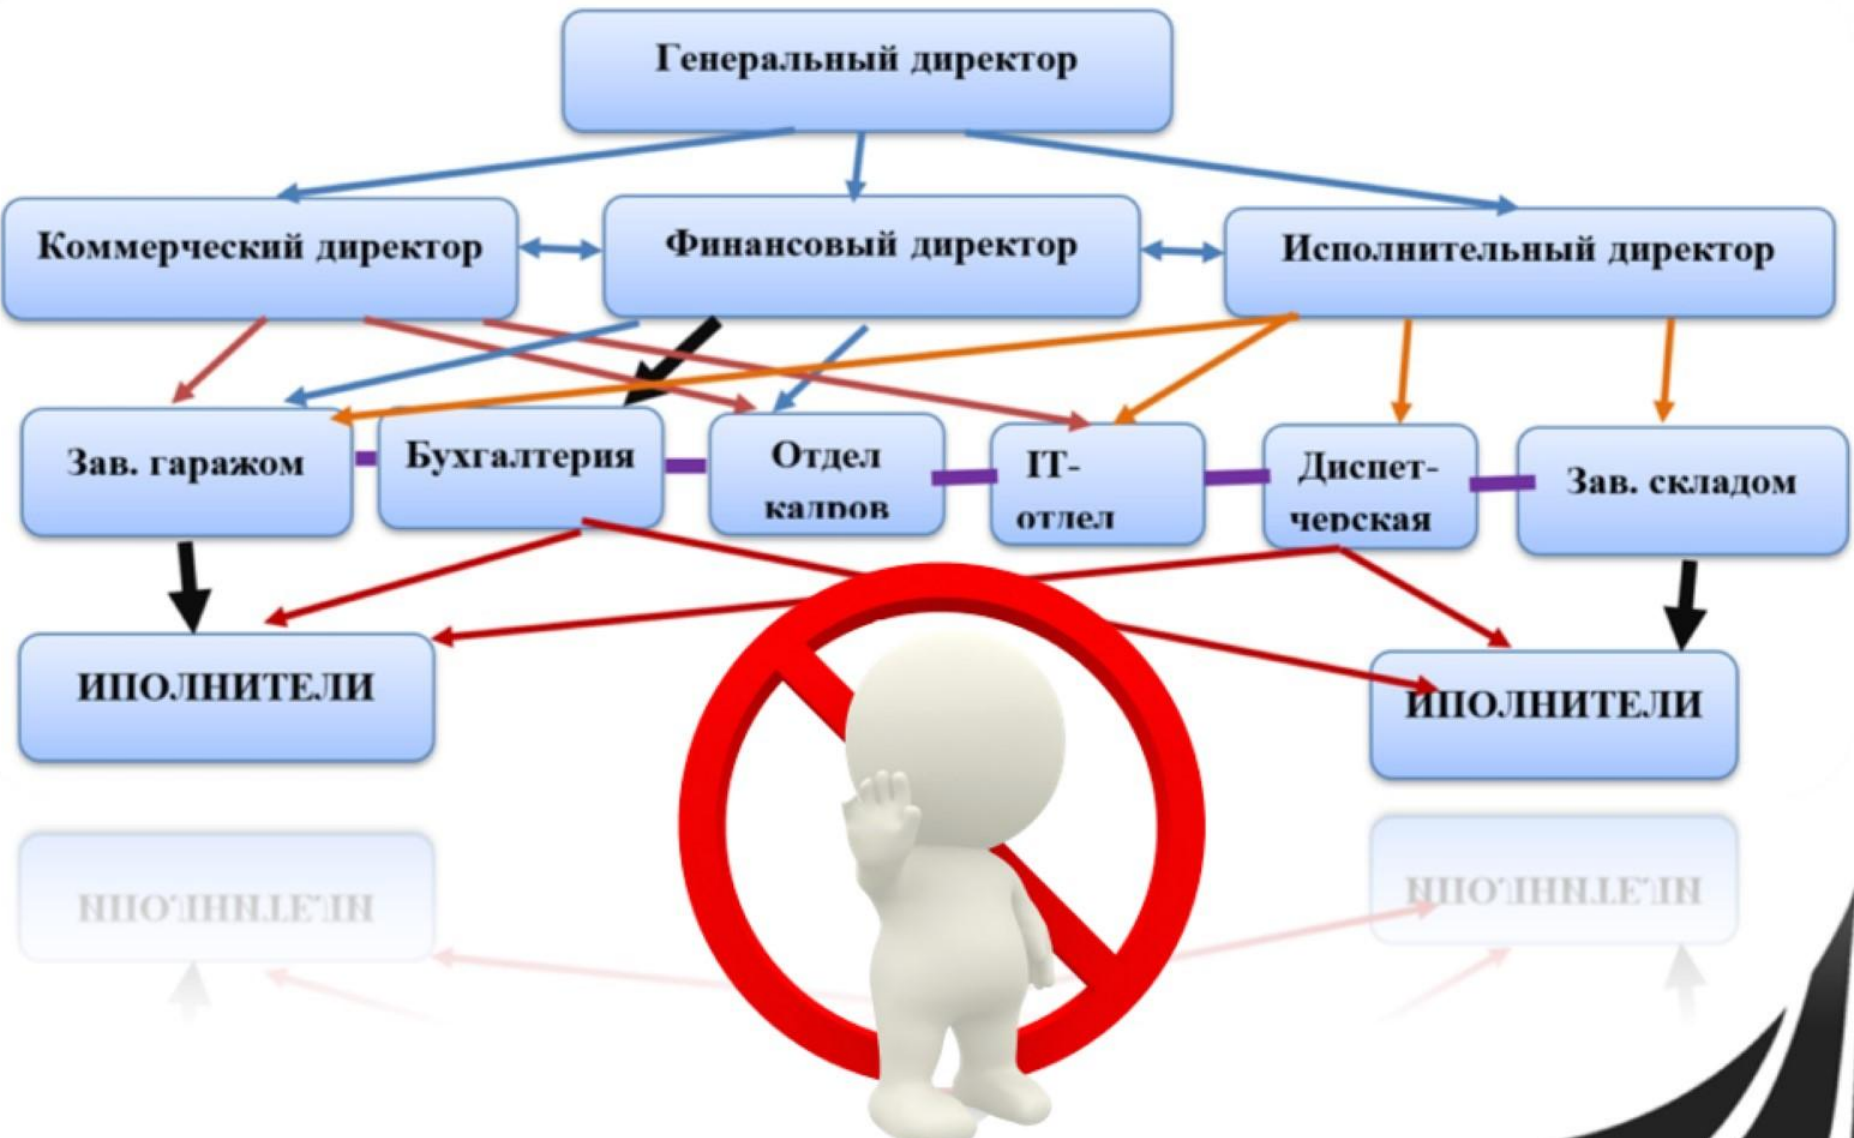 Генеральный директор
Коммерческий директор
Финансовый директор
Исполнительный директор
Зав. гаражом
Бухгалтерия
Отдел
кадров
IT-
отдел
Диспет-
черская
Зав. складом
ИПОЛНИТЕЛИ
ИПОЛНИТЕЛИ